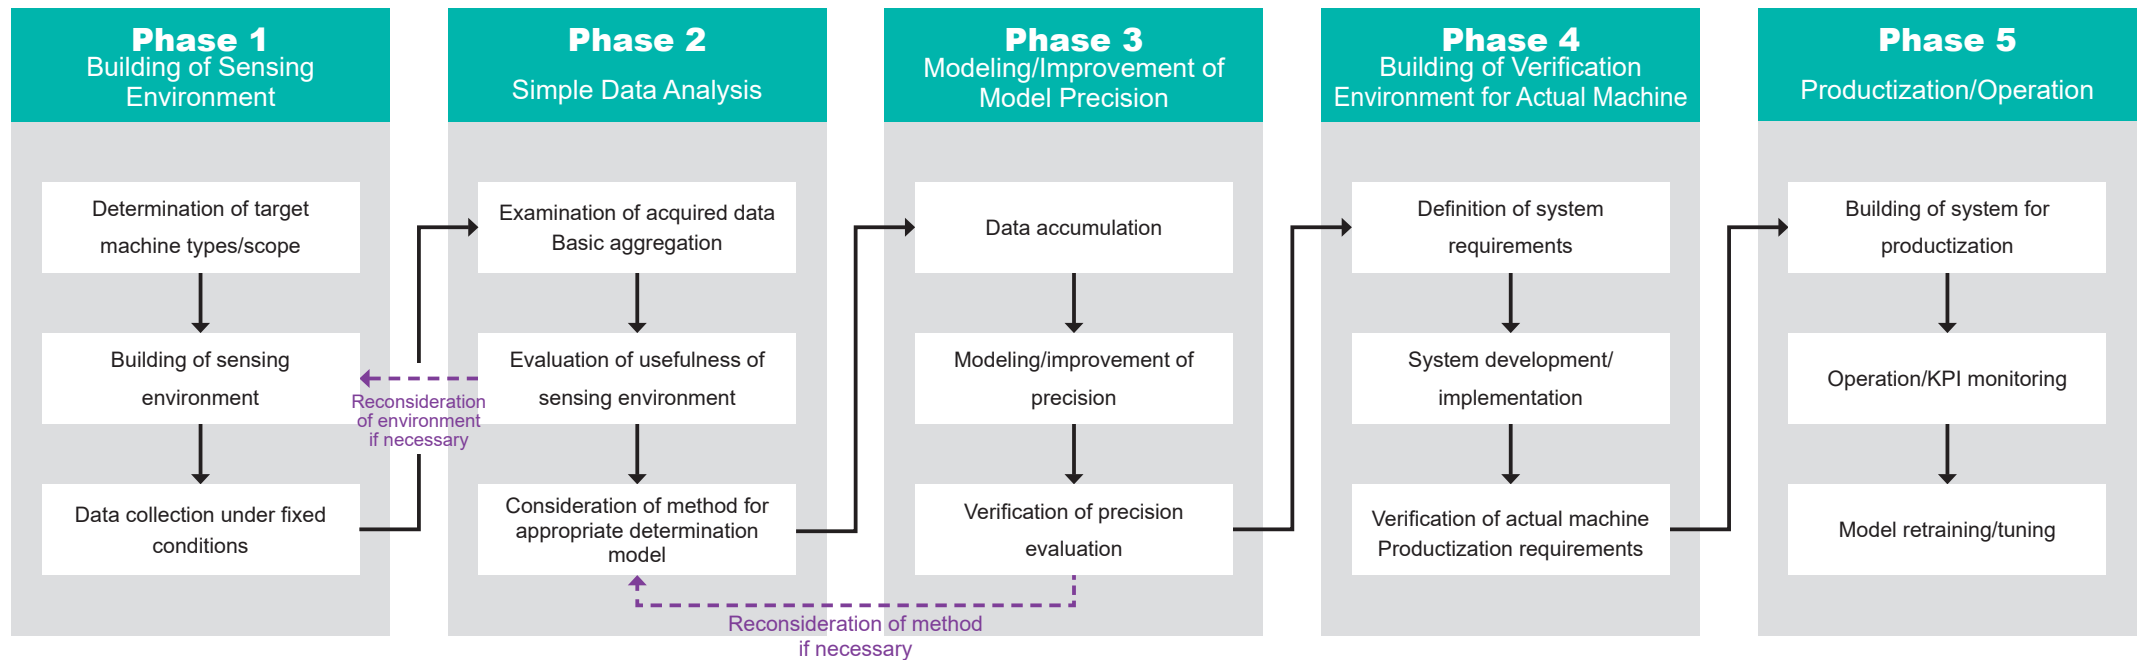 Phase 1
Building of Sensing
Environment
Determination of target
machine types/scope
Building of sensing
environment
Data collection under fixed
conditions
Reconsideration
of environment
if necessary
Phase 2
Simple Data Analysis
Examination of acquired data
Basic aggregation
Evaluation of usefulness of
sensing environment
Consideration of method for
appropriate determination
model
Reconsideration of method
if necessary
Phase 3
Modeling/Improvement of
Model Precision
Data accumulation
Modeling/improvement of
precision
Verification of precision
evaluation
Phase 4
Building of Verification
Environment for Actual Machine
Definition of system
requirements
System development/
implementation
Verification of actual machine
Productization requirements
Phase 5
Productization/Operation
Building of system for
productization
Operation/KPI monitoring
Model retraining/tuning